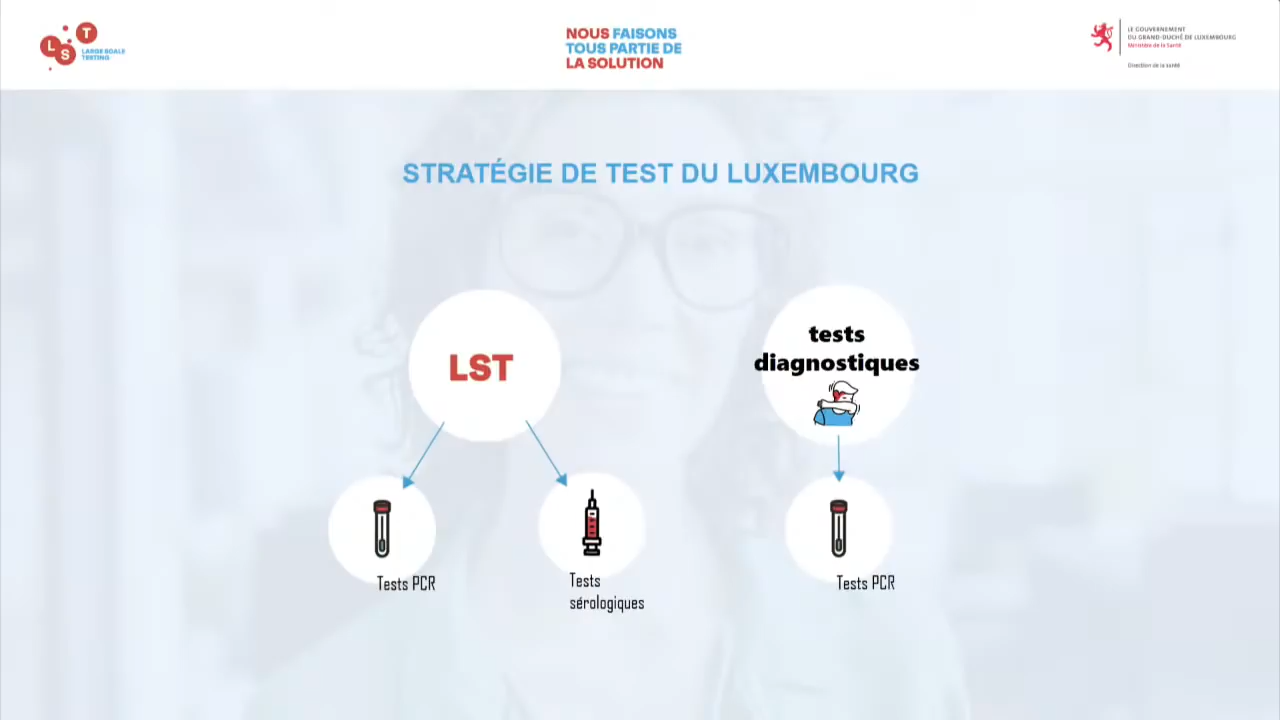 L
S
T
LARGE SCALE
TESTING
NOUS FAISONS
TOUS PARTIE DE
LA SOLUTION
LE GOUVERNEMENT
DU GRAND-DUCHÉ DE LUXEMBOURG
Ministère de la Santé
Direction de la santé
STRATÉGIE DE TEST DU LUXEMBOURG
LST
tests
diagnostiques
Tests PCR
Tests
sérologiques
Tests PCR